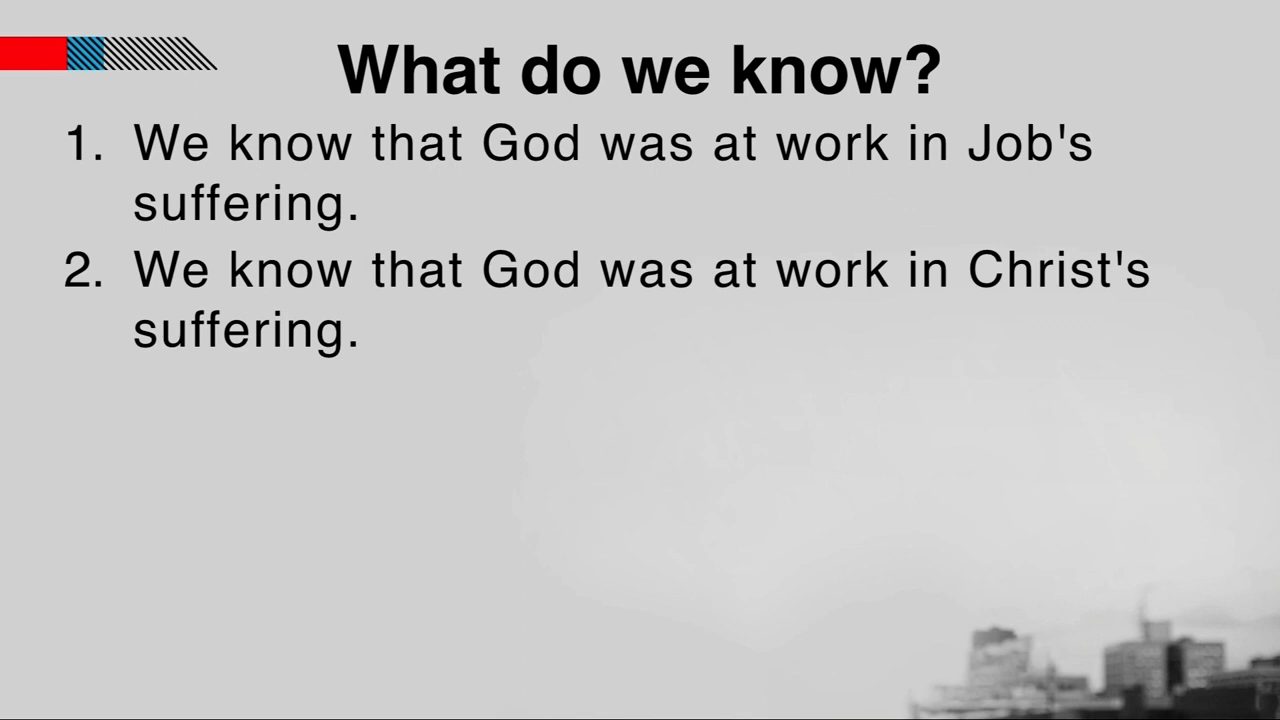 What do we know?
1. We know that God was at work in Job's
suffering.
2. We know that God was at work in Christ's
suffering.